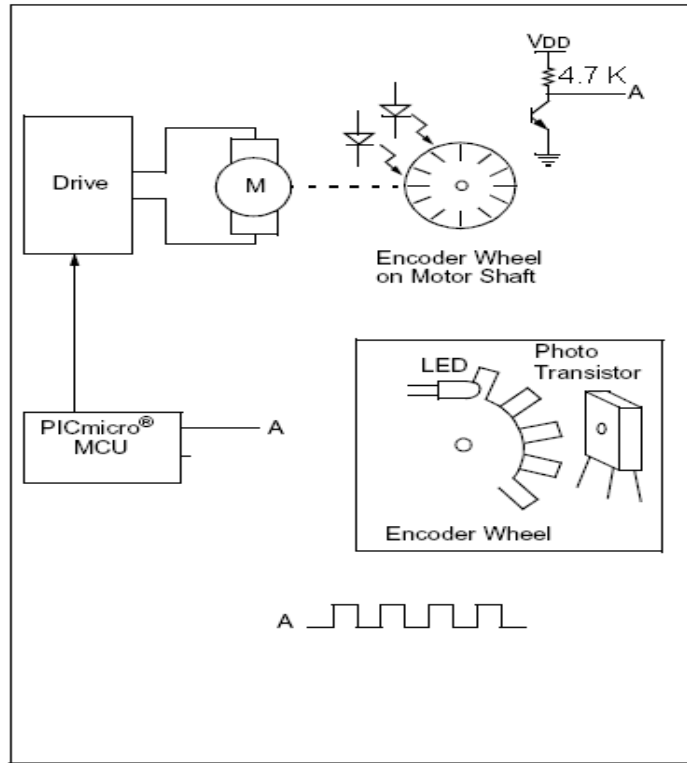 VDD
4.7 K
A
Drive
M
Encoder Wheel
on Motor Shaft
LED
Photo
Transistor
PICmicro®
MCU
A
Encoder Wheel
A